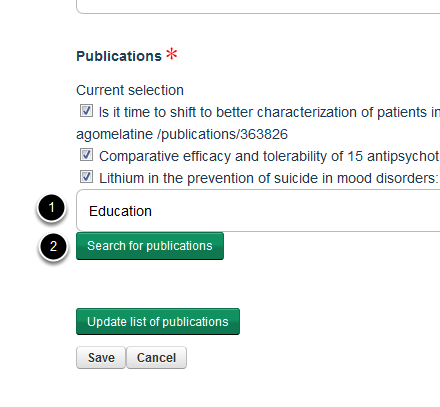 Publications *
Current selection
Is it time to shift to better characterization of patients in
agomelatine /publications/363826
Comparative efficacy and tolerability of 15 antipsychot
Lithium in the prevention of suicide in mood disorders:
1 Education
2 Search for publications
Update list of publications
Save Cancel